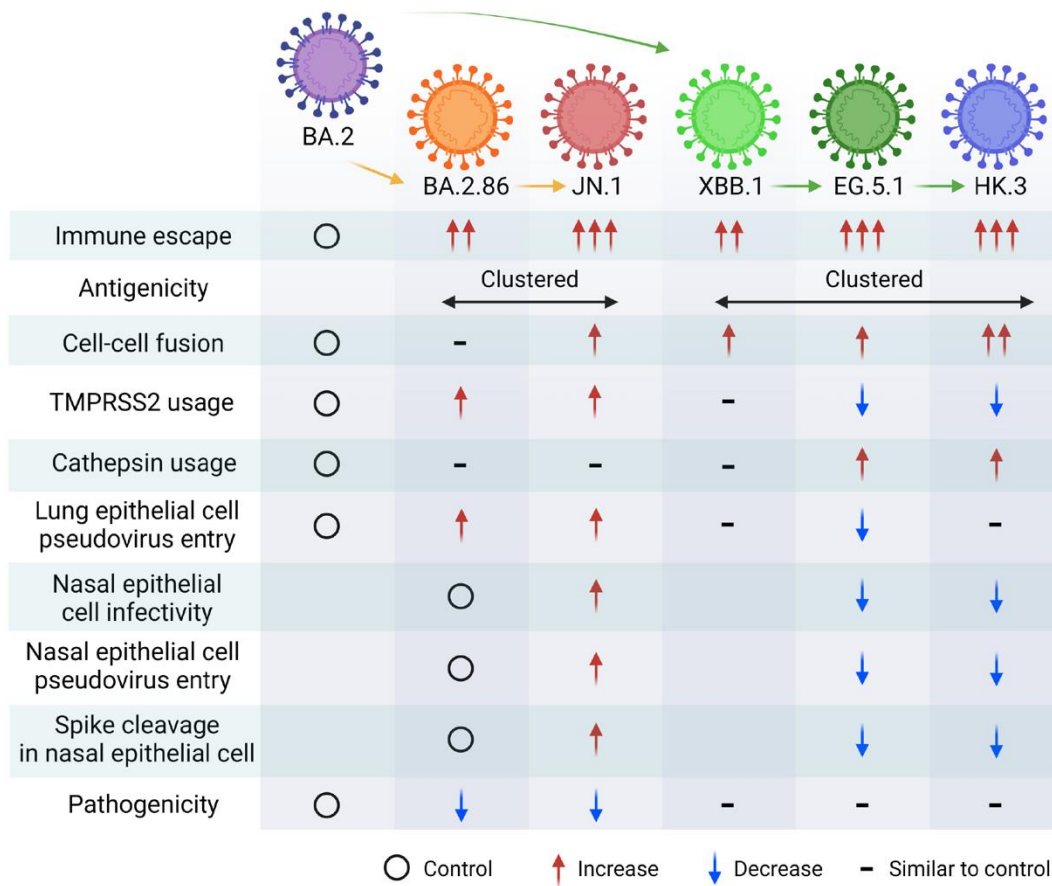 BA.2
BA.2.86
JN.1
XBB.1
EG.5.1
HK.3
Immune escape
Antigenicity
Clustered
Clustered
Cell-cell fusion
TMPRSS2 usage
Cathepsin usage
Lung epithelial cell
pseudovirus entry
Nasal epithelial
cell infectivity
Nasal epithelial cell
pseudovirus entry
Spike cleavage
in nasal epithelial cell
Pathogenicity
Control
Increase
Decrease
Similar to control